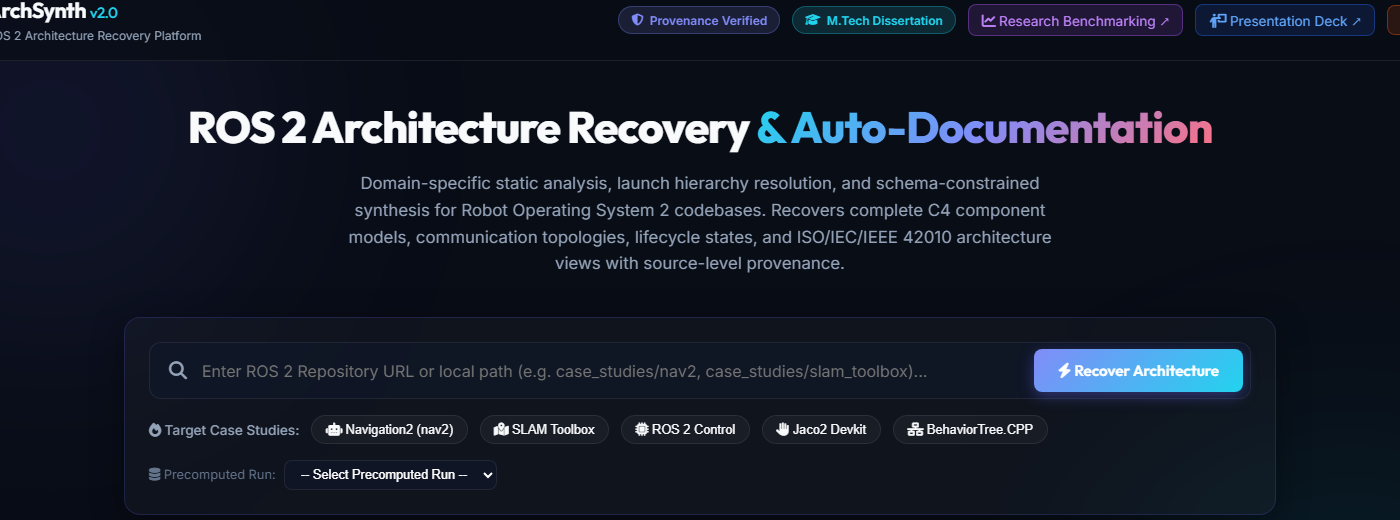 rchSynth v2.0
OS 2 Architecture Recovery Platform
Provenance Verified
M.Tech Dissertation
Research Benchmarking ↗
Presentation Deck ↗
ROS 2 Architecture Recovery & Auto-Documentation
Domain-specific static analysis, launch hierarchy resolution, and schema-constrained
synthesis for Robot Operating System 2 codebases. Recovers complete C4 component
models, communication topologies, lifecycle states, and ISO/IEC/IEEE 42010 architecture
views with source-level provenance.
Enter ROS 2 Repository URL or local path (e.g. case_studies/nav2, case_studies/slam_toolbox)...
Recover Architecture
Target Case Studies:
Navigation2 (nav2)
SLAM Toolbox
ROS 2 Control
Jaco2 Devkit
BehaviorTree.CPP
Precomputed Run:
-- Select Precomputed Run --